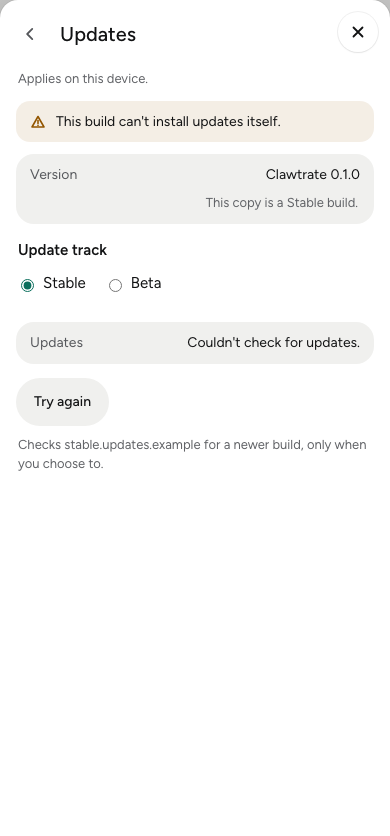 Updates
Applies on this device.
This build can't install updates itself.
Version
Clawtrate 0.1.0
This copy is a Stable build.
Update track
Stable
Beta
Updates
Couldn't check for updates.
Try again
Checks stable.updates.example for a newer build, only when
you choose to.